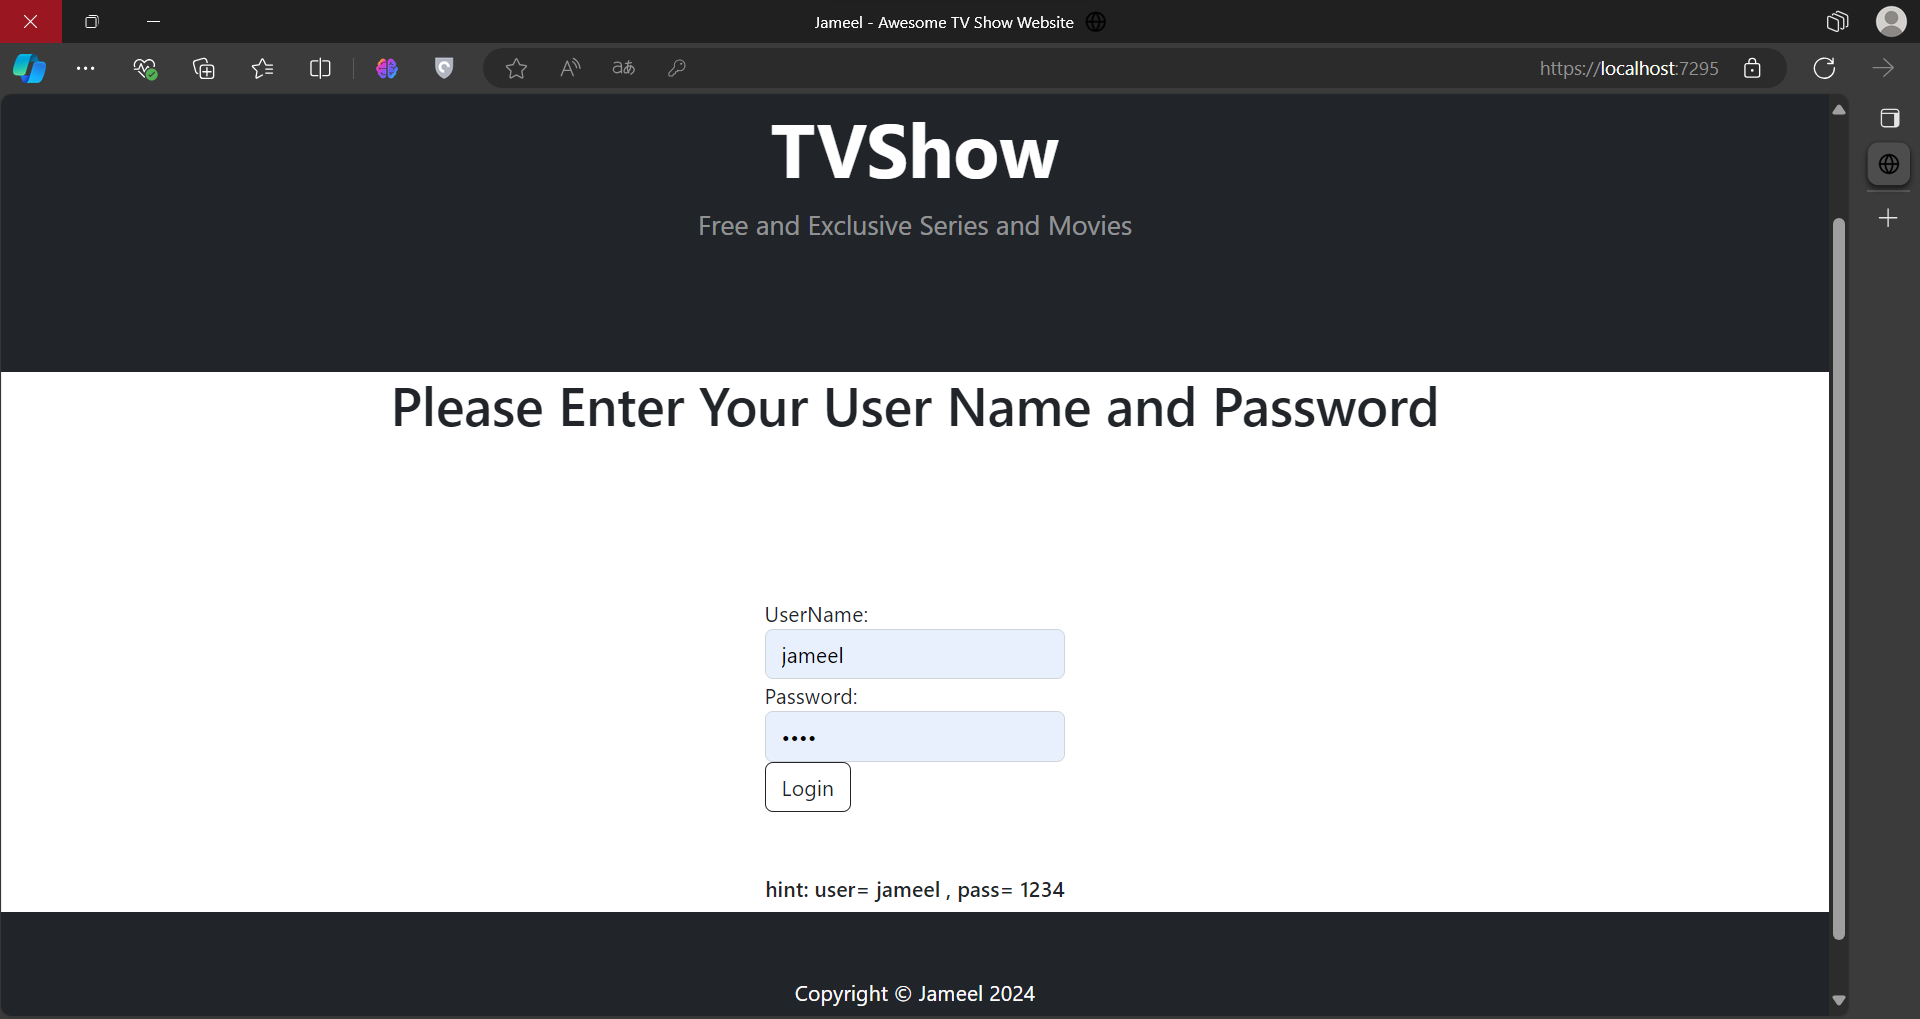 Jameel - Awesome TV Show Website
https://localhost:7295
TVShow
Free and Exclusive Series and Movies
Please Enter Your User Name and Password
UserName:
jameel
Password:
••••
Login
hint: user= jameel , pass= 1234
Copyright © Jameel 2024